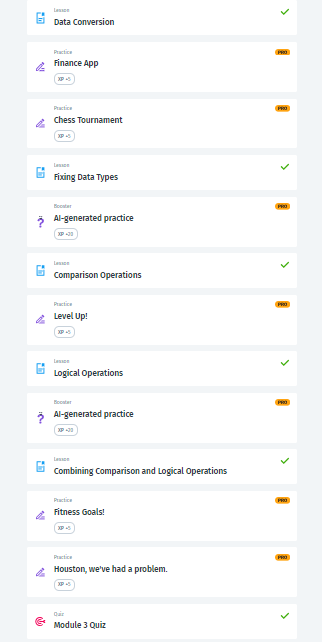 Lesson
Data Conversion
Practice
PRO
Finance App
XP +5
Practice
PRO
Chess Tournament
XP +5
Lesson
Fixing Data Types
Booster
PRO
AI-generated practice
XP +20
Lesson
Comparison Operations
Practice
PRO
Level Up!
XP +5
Lesson
Logical Operations
Booster
PRO
AI-generated practice
XP +20
Lesson
Combining Comparison and Logical Operations
Practice
PRO
Fitness Goals!
XP +5
Practice
PRO
Houston, we've had a problem.
XP +5
Quiz
Module 3 Quiz